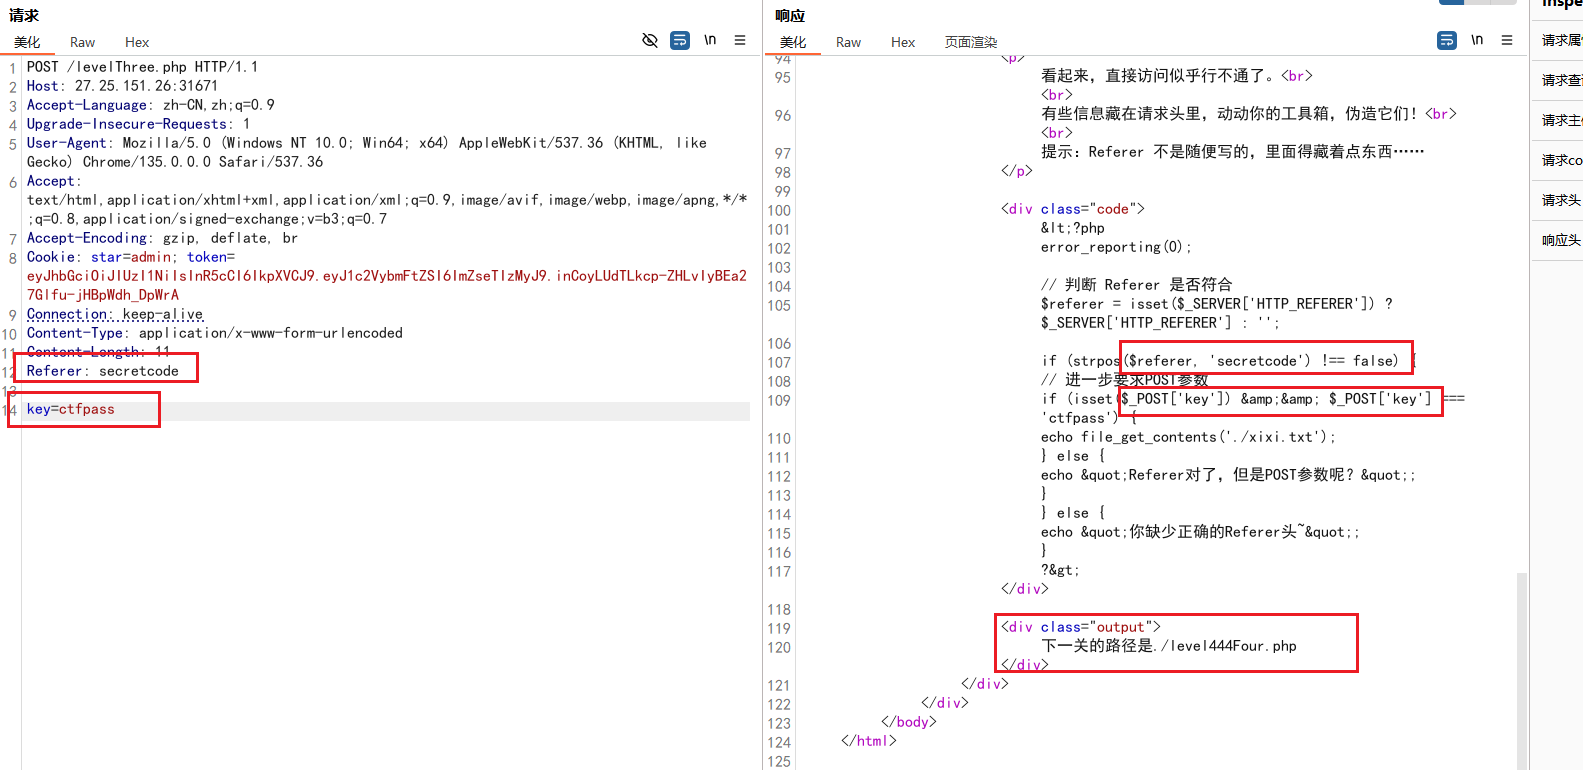 请求
美化 Raw Hex
\n
1 POST /levelThree.php HTTP/1.1
2 Host: 27.25.151.26:31671
3 Accept-Language: zh-CN,zh;q=0.9
4 Upgrade-Insecure-Requests: 1
5 User-Agent: Mozilla/5.0 (Windows NT 10.0; Win64; x64) AppleWebKit/537.36 (KHTML, like
Gecko) Chrome/135.0.0.0 Safari/537.36
6 Accept:
text/html,application/xhtml+xml,application/xml;q=0.9,image/avif,image/webp,image/apng,*/*
;q=0.8,application/signed-exchange;v=b3;q=0.7
7 Accept-Encoding: gzip, deflate, br
8 Cookie: star=admin; token=
eyJhbGciOiJIUzI1NiIsInR5cCI6IkpXVCJ9.eyJ1c2VybmFtZSI6ImZseTIzMyJ9.inCoyLUdTLkcp-ZHLvIyBEa2
7Glfu-jHBpWdh_DpWrA
9 Connection: keep-alive
10 Content-Type: application/x-www-form-urlencoded
11 Content-Length: 11
12 Referer: secretcode
13
14 key=ctfpass
响应
美化 Raw Hex 页面渲染
\n
94 <p>
95 看起来，直接访问似乎行不通了。<br>
<br>
96 有些信息藏在请求头里，动动你的工具箱，伪造它们！<br>
<br>
97 提示：Referer 不是随便写的，里面得藏着点东西……
98 </p>
99
100 <div class="code">
101 &lt;?php
102 error_reporting(0);
103
104 // 判断 Referer 是否符合
105 $referer = isset($_SERVER['HTTP_REFERER']) ?
$_SERVER['HTTP_REFERER'] : '';
106
107 if (strpos($referer, 'secretcode') !== false) {
108 // 进一步要求POST参数
109 if (isset($_POST['key']) &amp;&amp; $_POST['key'] ===
'ctfpass') {
110 echo file_get_contents('./xixi.txt');
111 } else {
112 echo &quot;Referer对了，但是POST参数呢？&quot;;
113 }
114 } else {
115 echo &quot;你缺少正确的Referer头~&quot;;
116 }
117 ?&gt;
</div>
118
119 <div class="output">
120 下一关的路径是./level444Four.php
</div>
121 </div>
122 </div>
123 </body>
124 </html>
125
Inspe
请求属
请求查
请求主
请求co
请求头
响应头